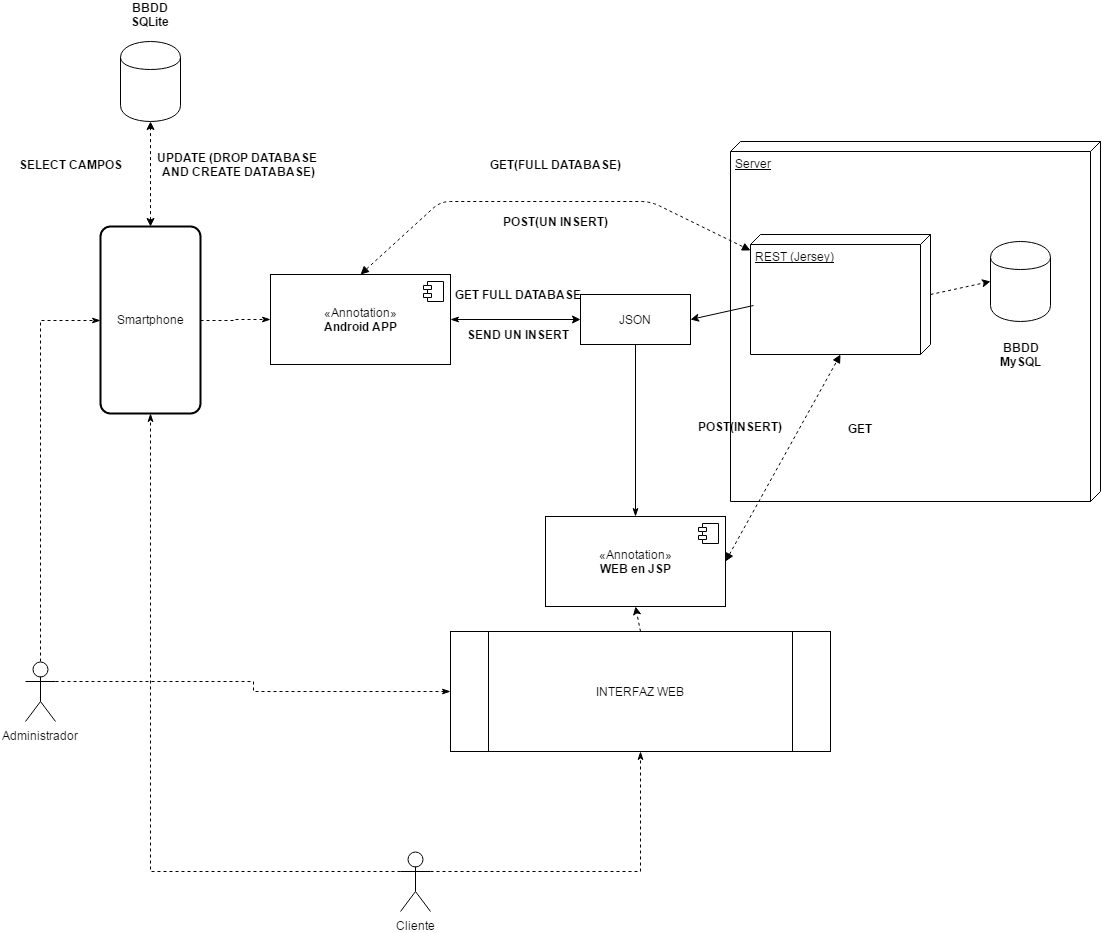 BBDD
SQLite
SELECT CAMPOS
UPDATE (DROP DATABASE
AND CREATE DATABASE)
GET(FULL DATABASE)
POST(UN INSERT)
Server
REST (Jersey)
BBDD
MySQL
Smartphone
«Annotation»
Android APP
GET FULL DATABASE
SEND UN INSERT
JSON
POST(INSERT)
GET
«Annotation»
WEB en JSP
INTERFAZ WEB
Administrador
Cliente